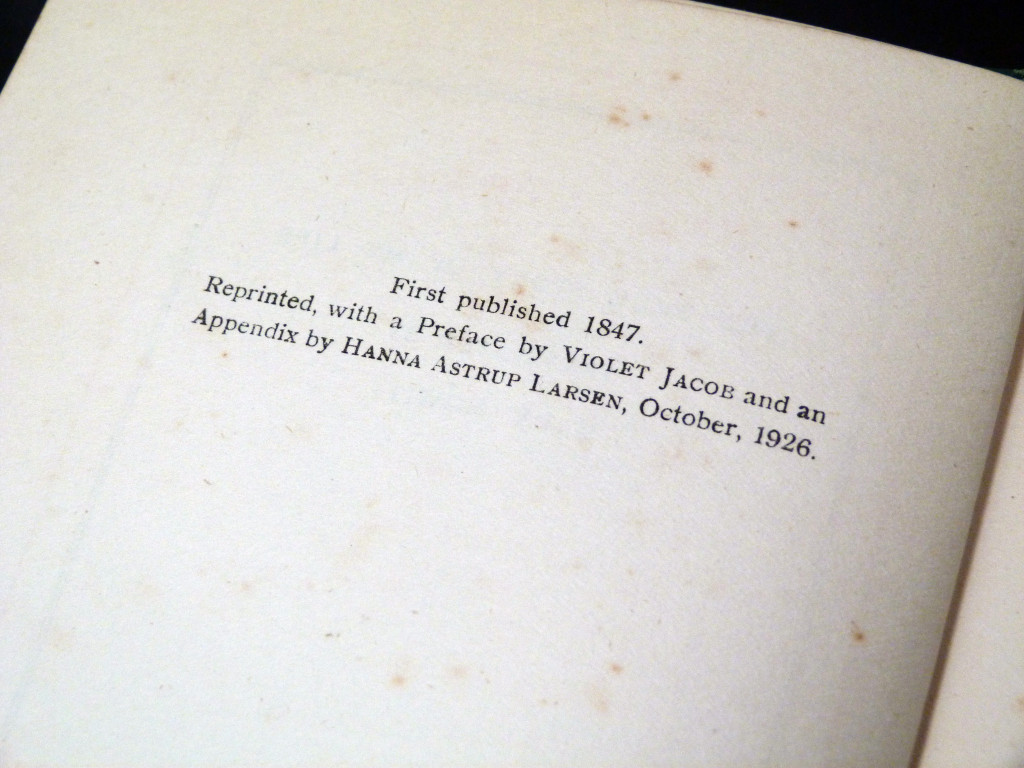 First published 1847.
Reprinted, with a Preface by VIOLET JACOB and an
Appendix by HANNA ASTRUP LARSEN, October, 1926.